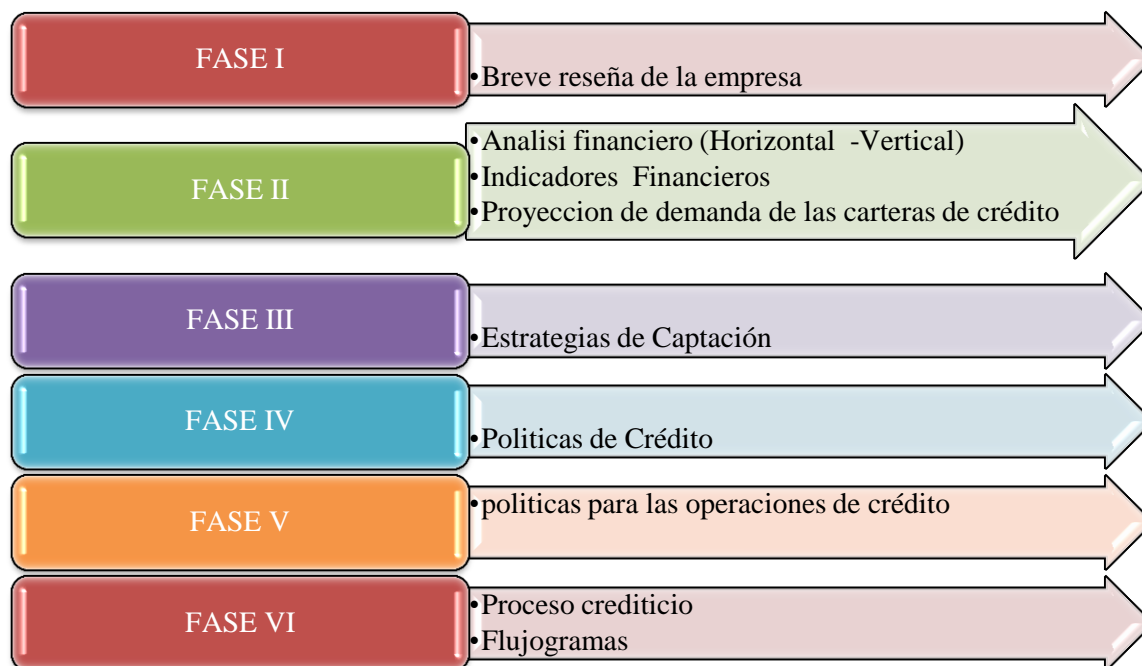 FASE I
•Breve reseña de la empresa
FASE II
•Analisi financiero (Horizontal -Vertical)
•Indicadores Financieros
•Proyeccion de demanda de las carteras de crédito
FASE III
•Estrategias de Captación
FASE IV
•Politicas de Crédito
FASE V
•politicas para las operaciones de crédito
FASE VI
•Proceso crediticio
•Flujogramas